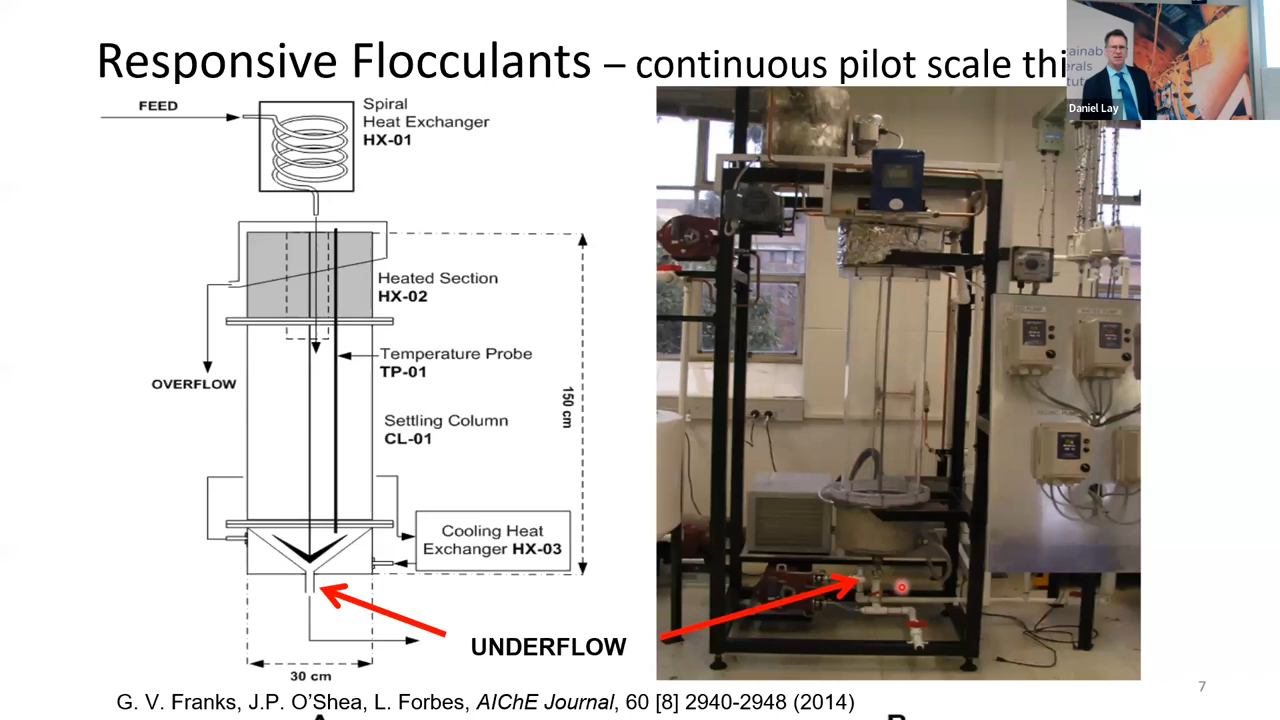 Responsive Flocculants – continuous pilot scale thi
Daniel Lay
FEED
Spiral
Heat Exchanger
HX-01
Heated Section
HX-02
Temperature Probe
TP-01
OVERFLOW
Settling Column
CL-01
150 cm
Cooling Heat
Exchanger HX-03
UNDERFLOW
30 cm
G. V. Franks, J.P. O’Shea, L. Forbes, AIChE Journal, 60 [8] 2940-2948 (2014)
7